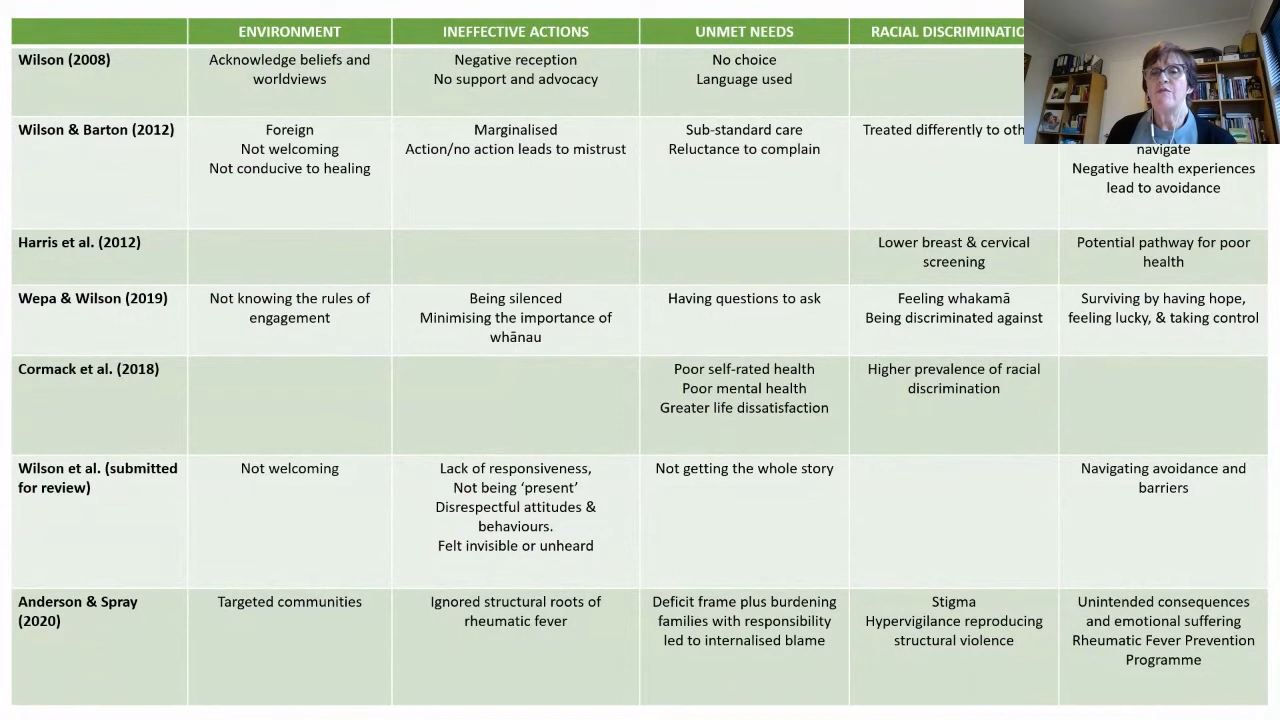 ENVIRONMENT
INEFFECTIVE ACTIONS
UNMET NEEDS
RACIAL
Wilson (2008)
Acknowledge beliefs and
worldviews
Negative reception
No support and advocacy
No choice
Language used
Wilson & Barton (2012)
Foreign
Not welcoming
Not conducive to healing
Marginalised
Action/no action leads to mistrust
Sub-standard care
Reluctance to complain
Treated differently to
navigate
Negative health experiences
lead to avoidance
Harris et al. (2012)
Lower breast & cervical
screening
Potential pathway for poor
health
Wepa & Wilson (2019)
Not knowing the rules of
engagement
Being silenced
Minimising the importance of
whānau
Having questions to ask
Feeling whakamā
Being discriminated against
Surviving by having hope,
feeling lucky, & taking control
Cormack et al. (2018)
Poor self-rated health
Poor mental health
Greater life dissatisfaction
Higher prevalence of racial
discrimination
Wilson et al. (submitted
for review)
Not welcoming
Lack of responsiveness,
Not being ‘present’
Disrespectful attitudes &
behaviours.
Felt invisible or unheard
Not getting the whole story
Navigating avoidance and
barriers
Anderson & Spray
(2020)
Targeted communities
Ignored structural roots of
rheumatic fever
Deficit frame plus burdening
families with responsibility
led to internalised blame
Stigma
Hypervigilance reproducing
structural violence
Unintended consequences
and emotional suffering
Rheumatic Fever Prevention
Programme